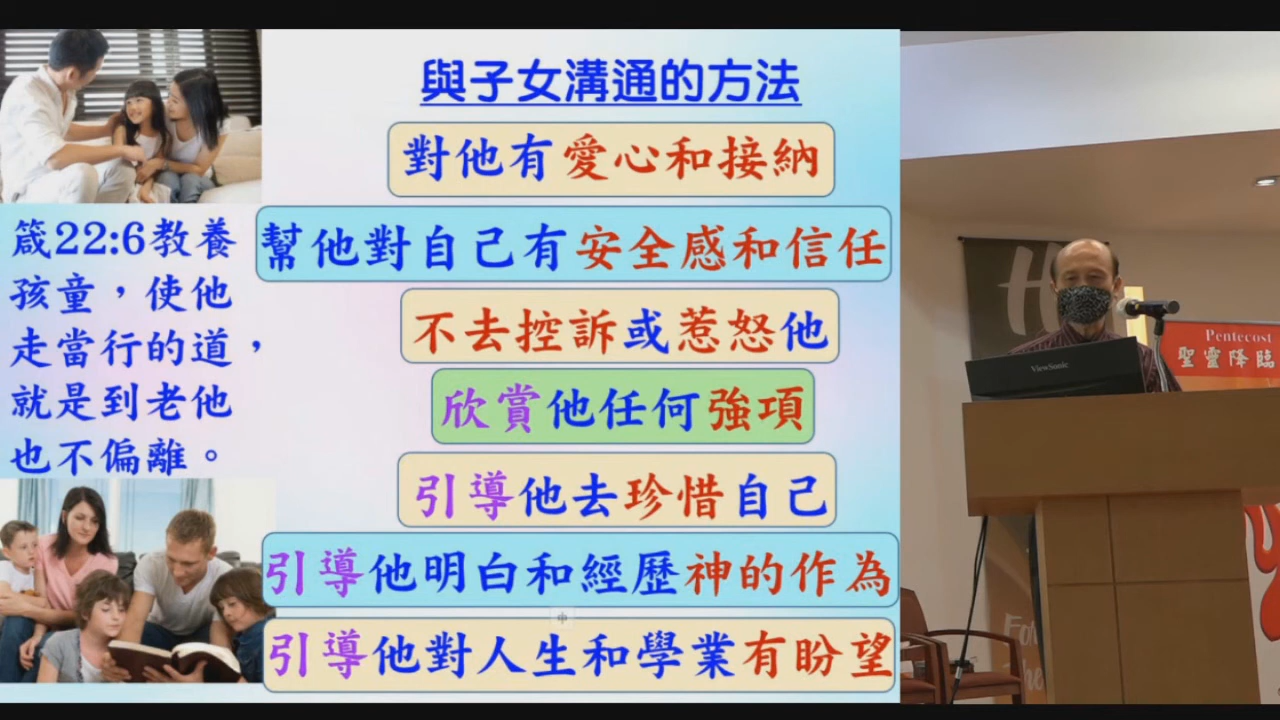 與子女溝通的方法
對他有愛心和接納
幫他對自己有安全感和信任
不去控訴或惹怒他
欣賞他任何強項
引導他去珍惜自己
引導他明白和經歷神的作為
引導他對人生和學業有盼望
箴22:6教養
孩童，使他
走當行的道，
就是到老他
也不偏離。
中
ViewSonic
Pentecost
聖靈降臨